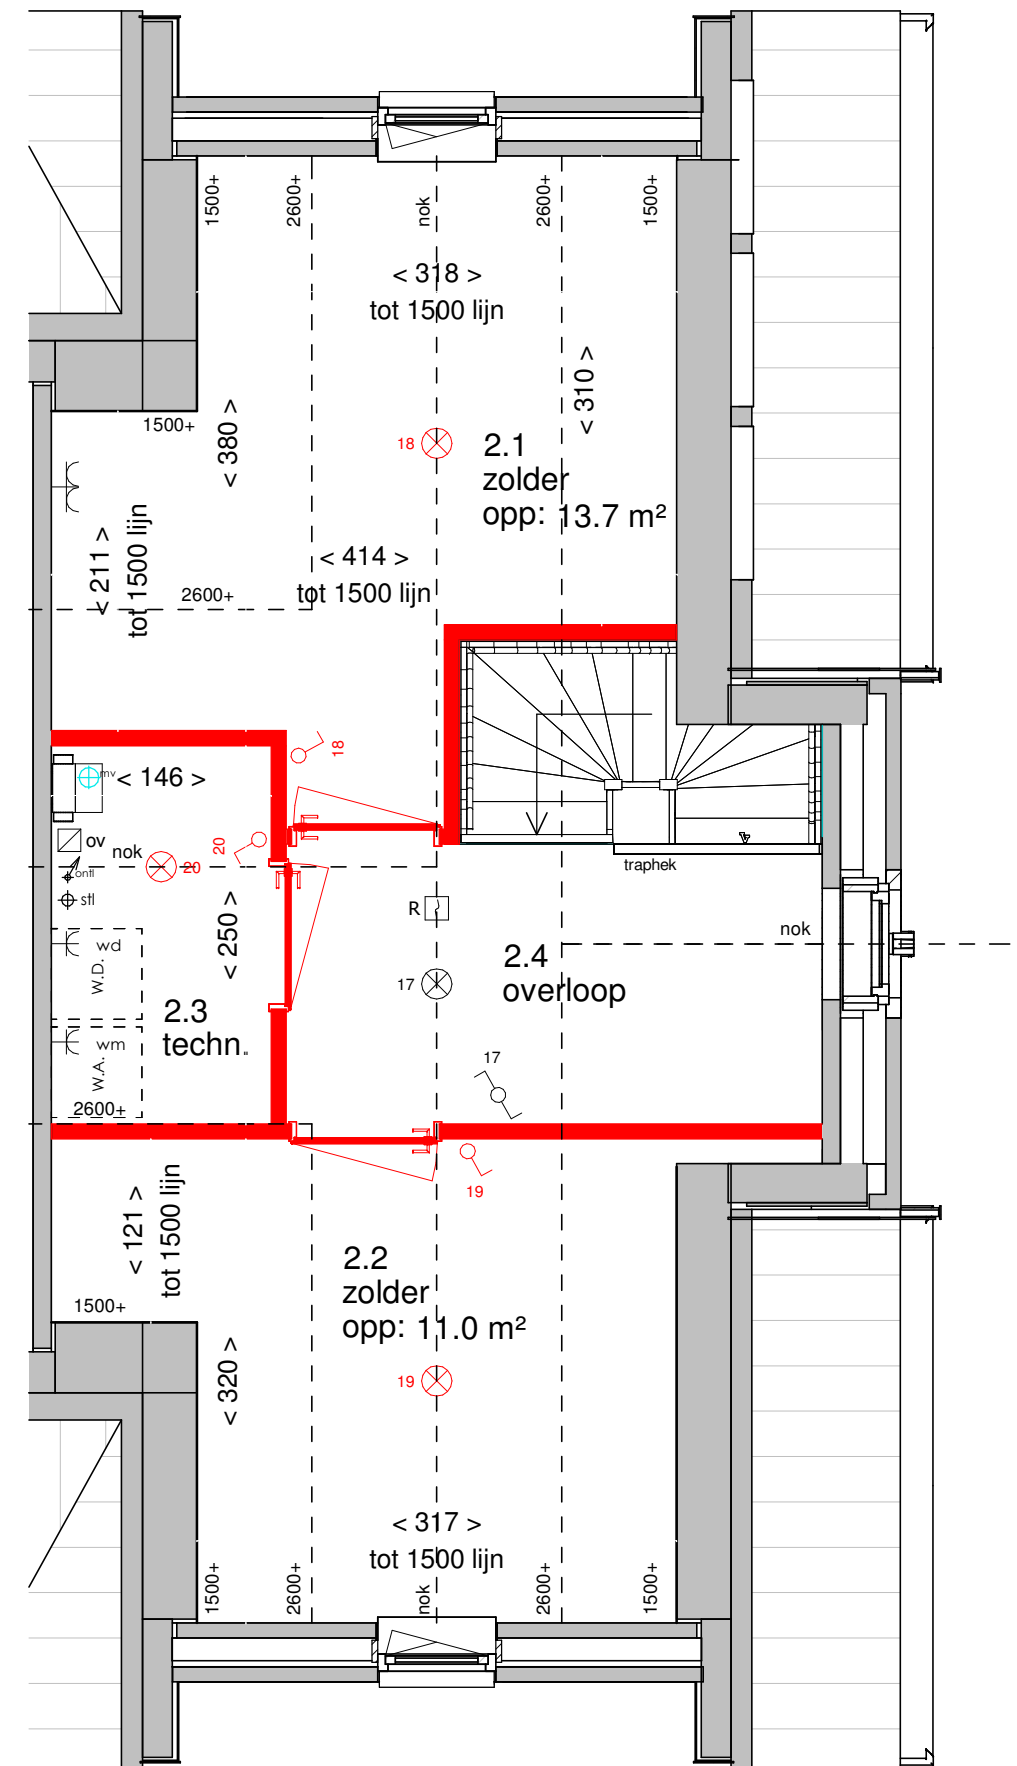 1500+
2600+
nok
2600+
1500+
< 318 >
tot 1500 lijn
< 310 >
1500+
< 380 >
18
2.1
zolder
opp: 13.7 m²
< 211 >
tot 1500 lijn
< 414 >
tot 1500 lijn
2600+
18
mv
< 146 >
ov
nok
20
20
ontl
stl
traphek
R
< 250 >
wd
W.D.
nok
2.4
overloop
17
2.3
techn.
wm
W.A.
17
2600+
19
< 121 >
tot 1500 lijn
2.2
zolder
opp: 11.0 m²
1500+
< 320 >
19
< 317 >
tot 1500 lijn
1500+
2600+
nok
2600+
1500+